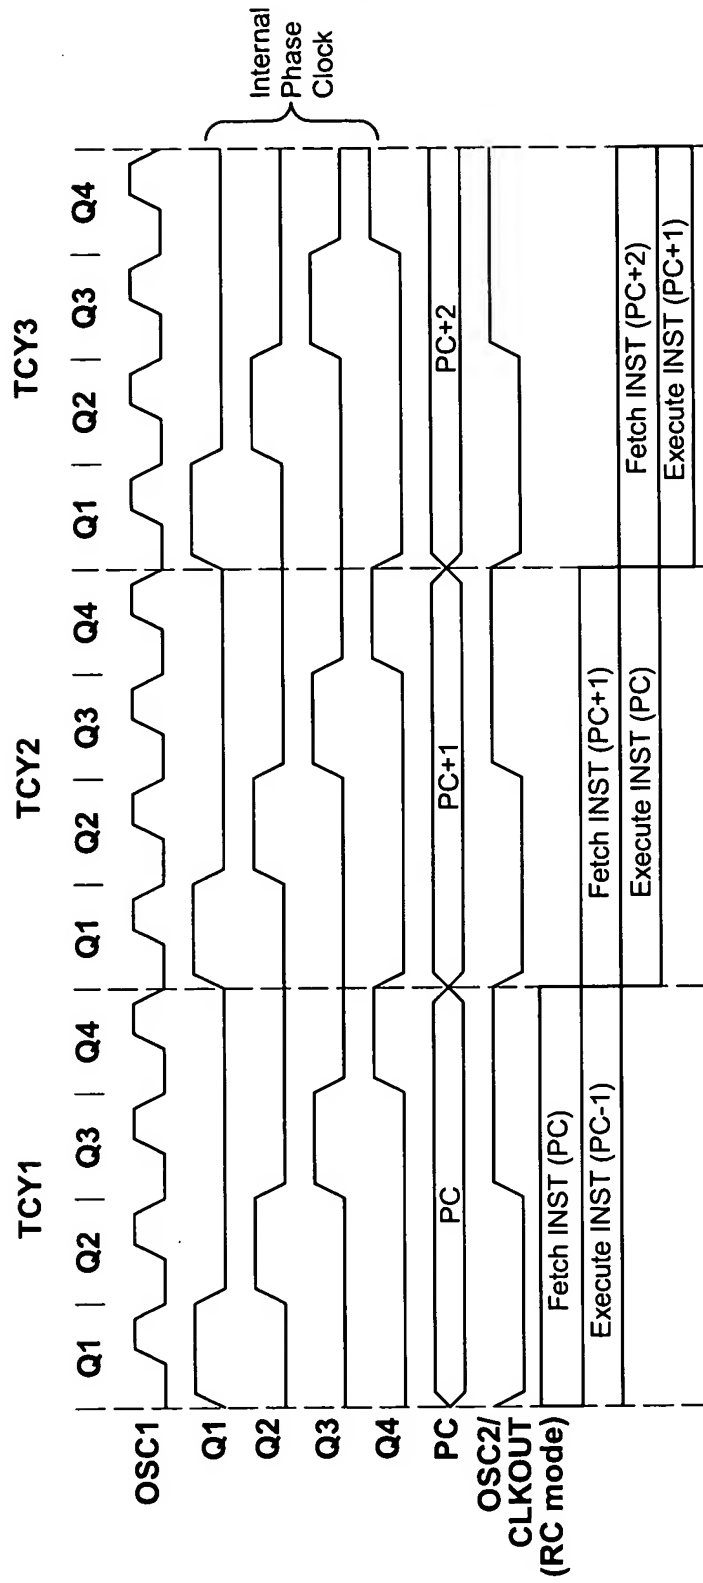 TCY1 TCY2 TCY3
Q1 | Q2 | Q3 | Q4 Q1 | Q2 | Q3 | Q4 Q1 | Q2 | Q3 | Q4
OSC1
Q1
Q2
Q3
Q4
Internal
Phase
Clock
PC PC PC+1 PC+2
OSC2/
CLKOUT
(RC mode)
Fetch INST (PC)
Execute INST (PC-1) Fetch INST (PC+1)
Execute INST (PC) Fetch INST (PC+2)
Execute INST (PC+1)